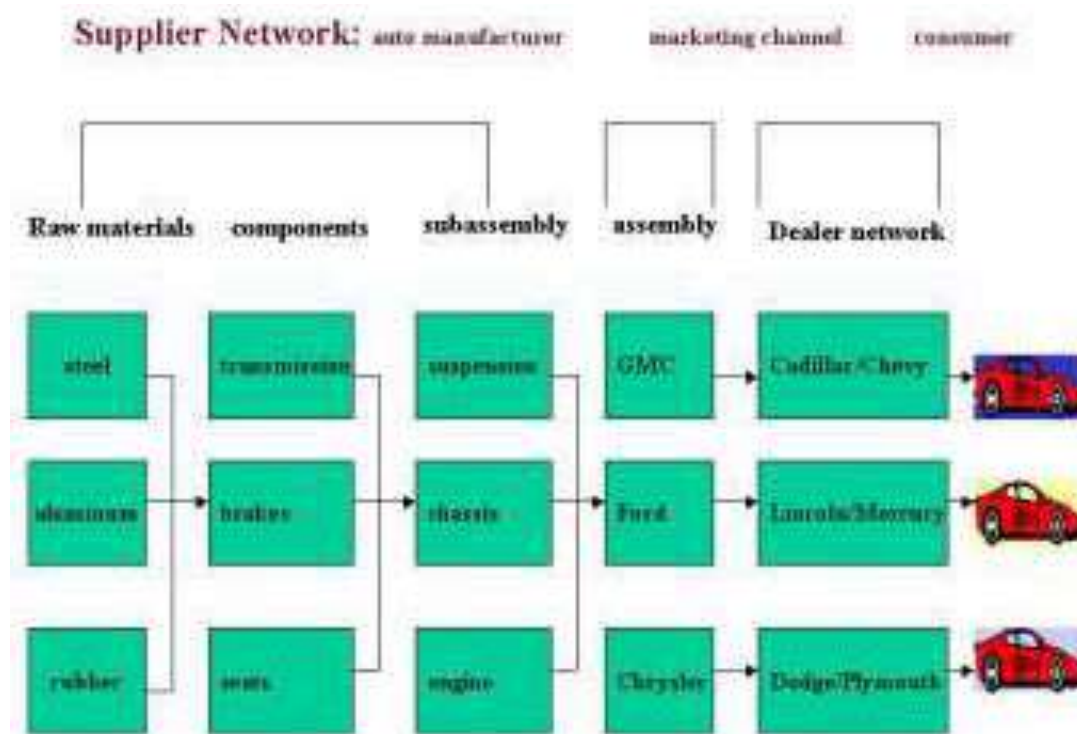 Supplier Network: auto manufacturer marketing channel consumer
Raw materials components subassembly assembly Dealer network
steel transmission suspension GMC Cadillac/Chevy
aluminum brakes chassis Ford Lincoln/Mercury
rubber seats engine Chrysler Dodge/Plymouth